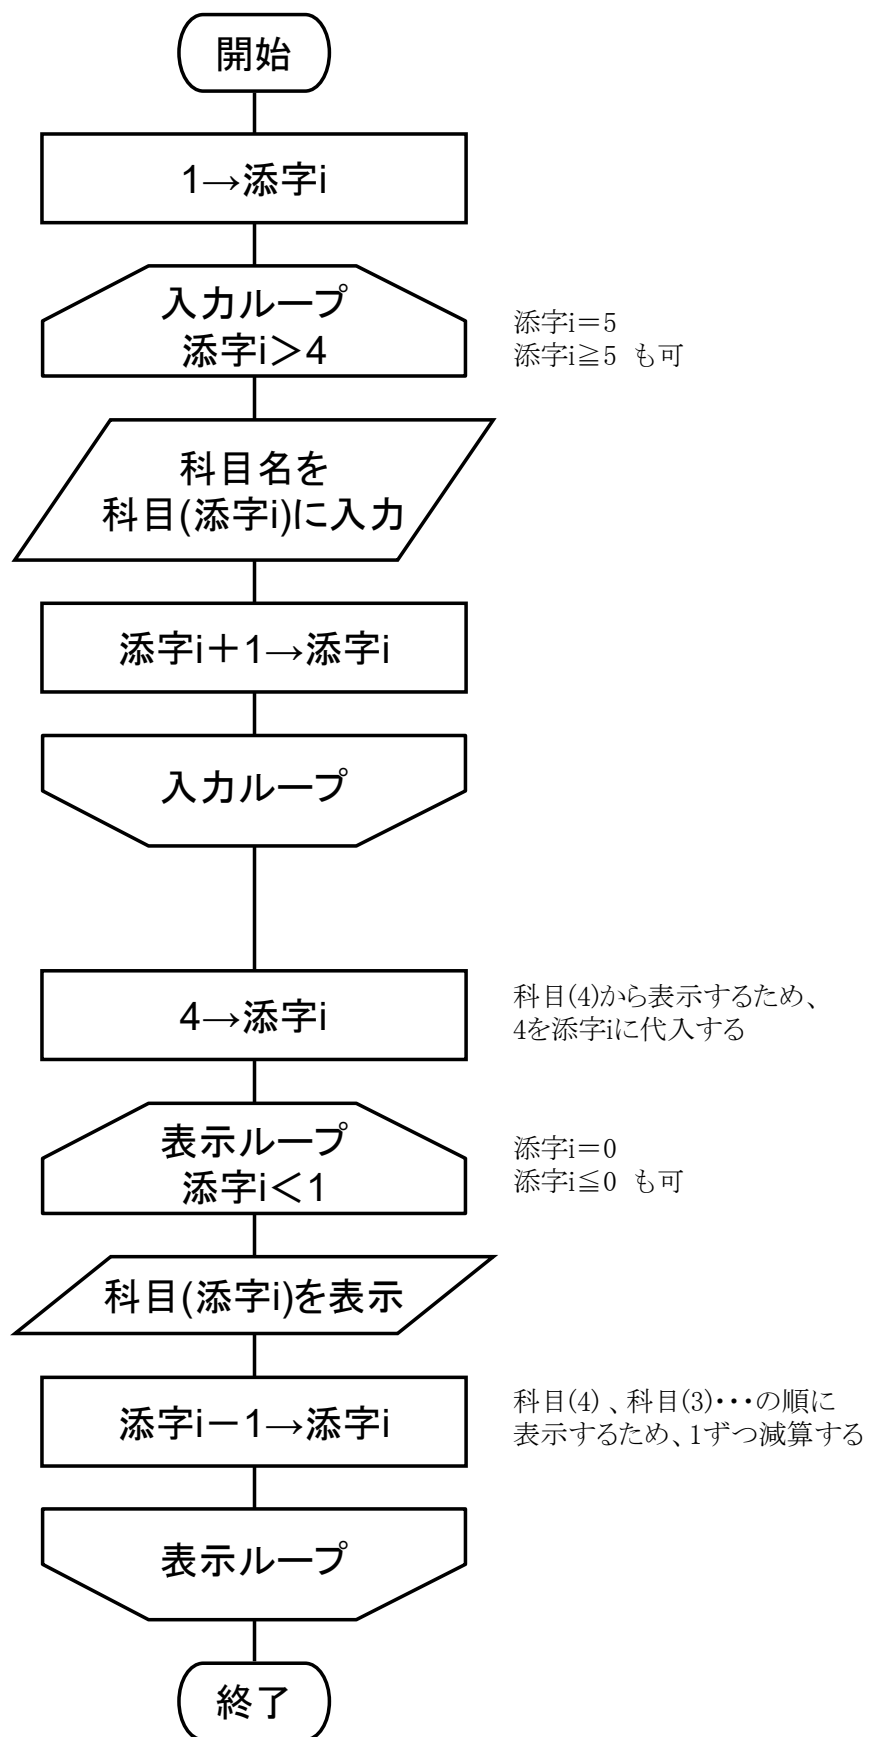 開始
1→添字i
入力ループ
添字i＞4
添字i＝5
添字i≧5 も可
科目名を
科目(添字i)に入力
添字i＋1→添字i
入力ループ
4→添字i
科目(4)から表示するため、
4を添字iに代入する
表示ループ
添字i＜1
添字i＝0
添字i≦0 も可
科目(添字i)を表示
添字i－1→添字i
科目(4)、科目(3)・・・の順に
表示するため、1ずつ減算する
表示ループ
終了